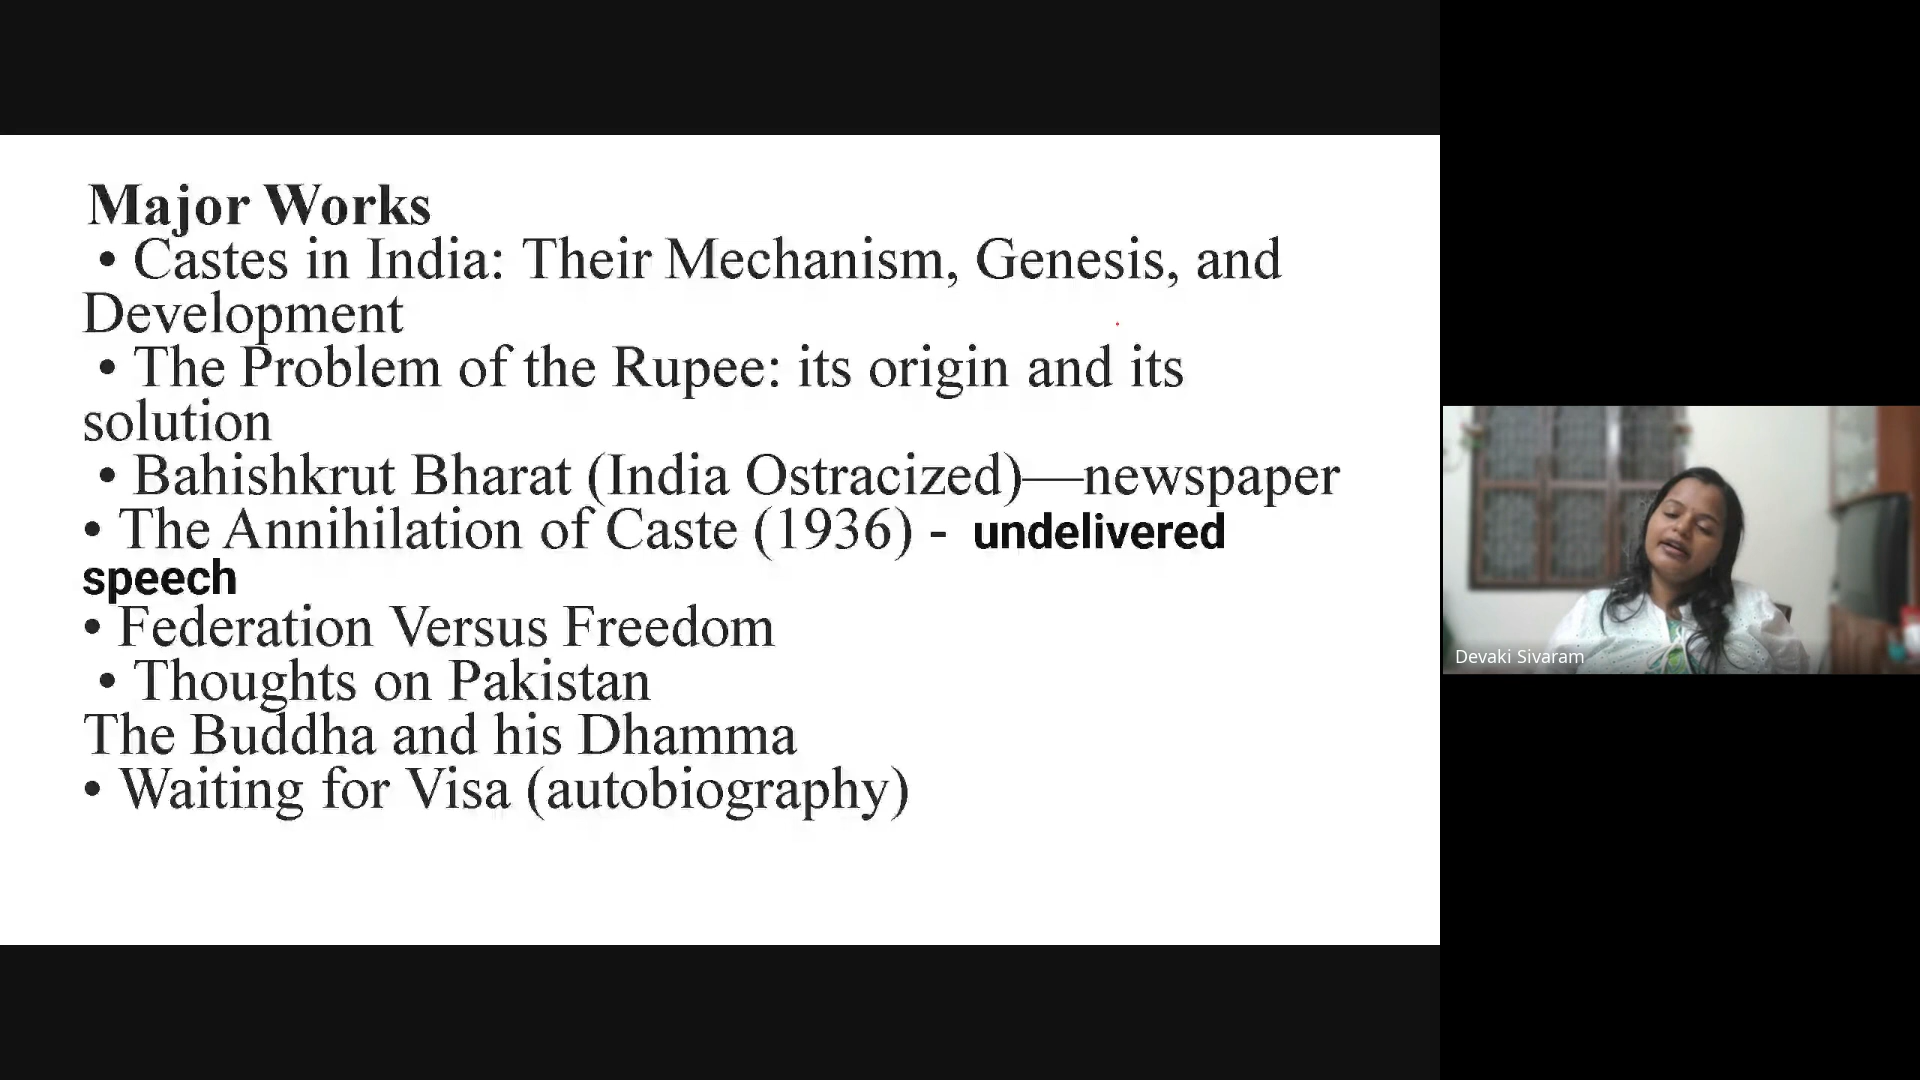 Major Works
• Castes in India: Their Mechanism, Genesis, and
Development
• The Problem of the Rupee: its origin and its
solution
• Bahishkrut Bharat (India Ostracized)—newspaper
• The Annihilation of Caste (1936) - undelivered
speech
• Federation Versus Freedom
• Thoughts on Pakistan
The Buddha and his Dhamma
• Waiting for Visa (autobiography)
Devaki Sivaram